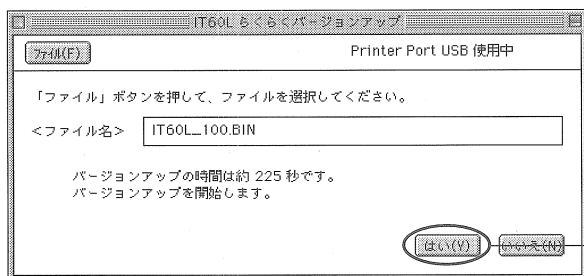 IT60L らくらくバージョンアップ
ファイル(F)
Printer Port USB 使用中
「ファイル」ボタンを押して、ファイルを選択してください。
<ファイル名> IT60L_100.BIN
バージョンアップの時間は約 225 秒です。
バージョンアップを開始します。
はい(Y) いいえ(N)